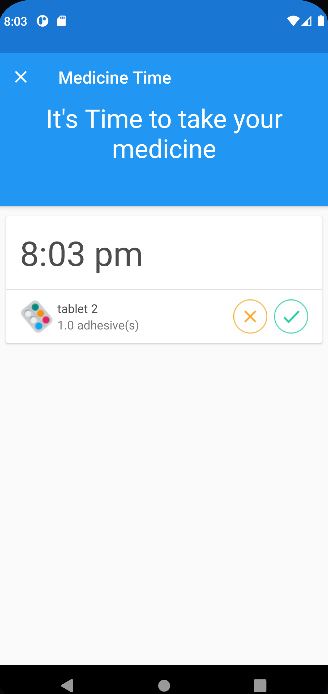 8:03
Medicine Time
It's Time to take your
medicine
8:03 pm
tablet 2
1.0 adhesive(s)